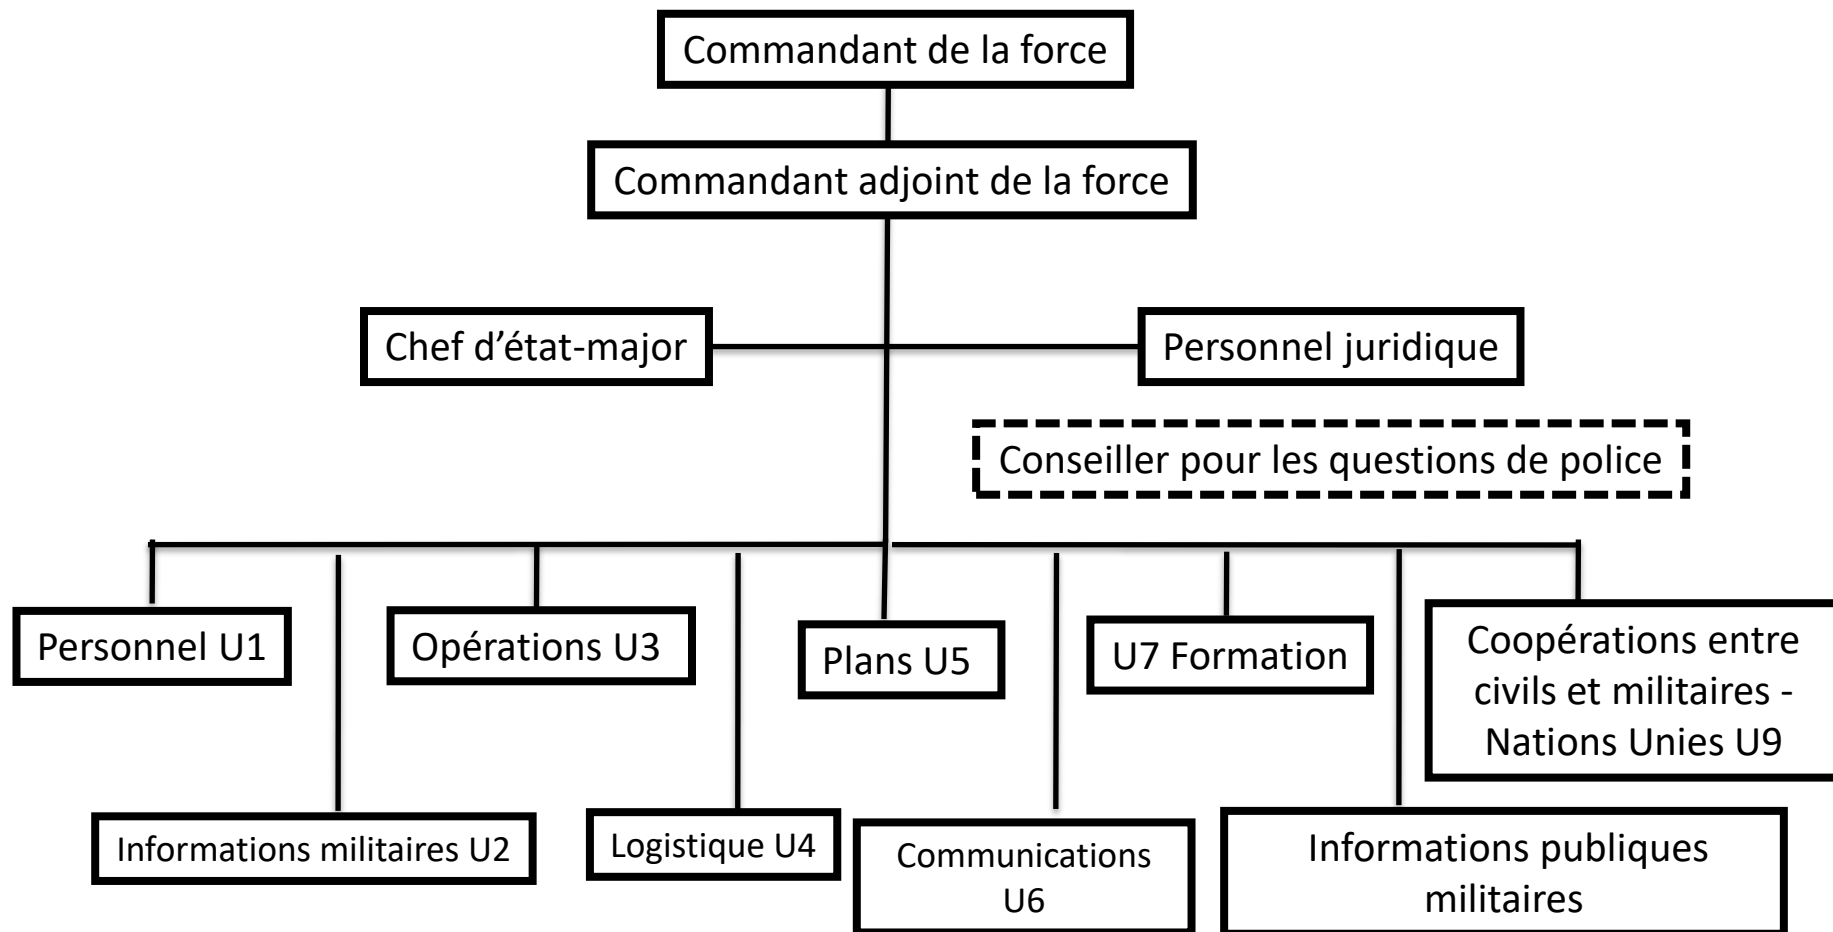 Commandant de la force
Commandant adjoint de la force
Chef d’état-major
Personnel juridique
Conseiller pour les questions de police
Personnel U1
Opérations U3
Plans U5
U7 Formation
Coopérations entre
civils et militaires -
Nations Unies U9
Informations militaires U2
Logistique U4
Communications
U6
Informations publiques
militaires